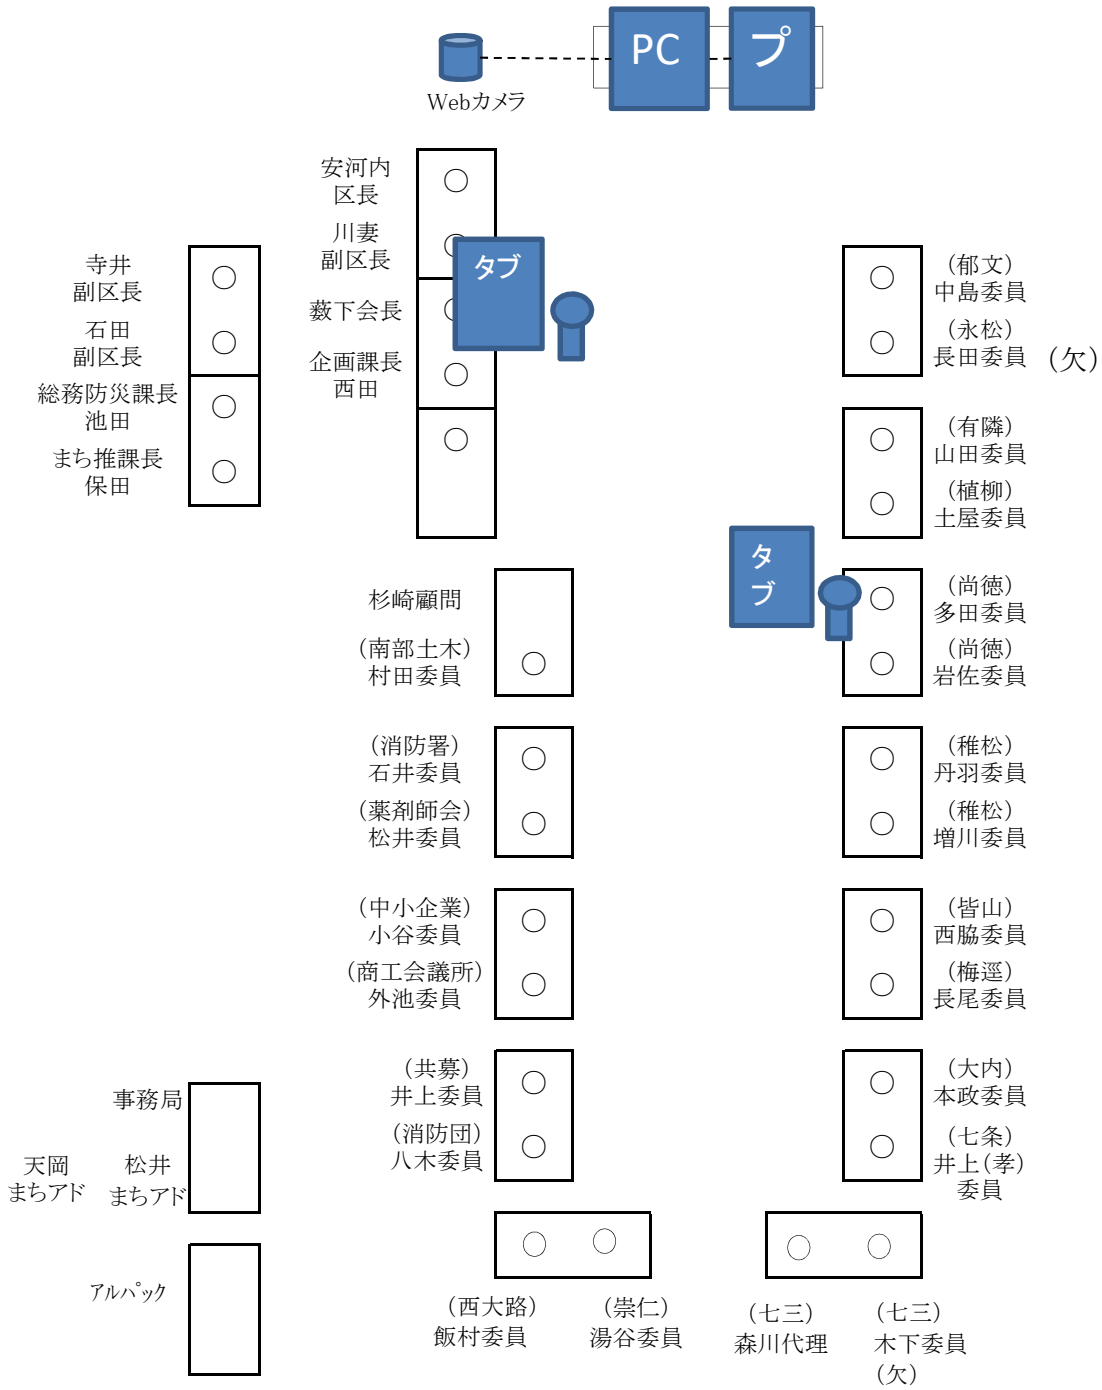 PC
プ
Webカメラ
安河内
区長
川妻
副区長
タブ
藪下会長
企画課長
西田
寺井
副区長
石田
副区長
総務防災課長
池田
まち推課長
保田
(郁文)
中島委員
(永松)
長田委員 (欠)
(有隣)
山田委員
(植柳)
土屋委員
タ
ブ
(尚徳)
多田委員
(尚徳)
岩佐委員
(稚松)
丹羽委員
(稚松)
増川委員
(皆山)
西脇委員
(梅逕)
長尾委員
(大内)
本政委員
(七条)
井上(孝)
委員
杉崎顧問
(南部土木)
村田委員
(消防署)
石井委員
(薬剤師会)
松井委員
(中小企業)
小谷委員
(商工会議所)
外池委員
(共募)
井上委員
(消防団)
八木委員
事務局
天岡
まちアド
松井
まちアド
アルパック
(西大路)
飯村委員
(崇仁)
湯谷委員
(七三)
森川代理
(七三)
木下委員
(欠)